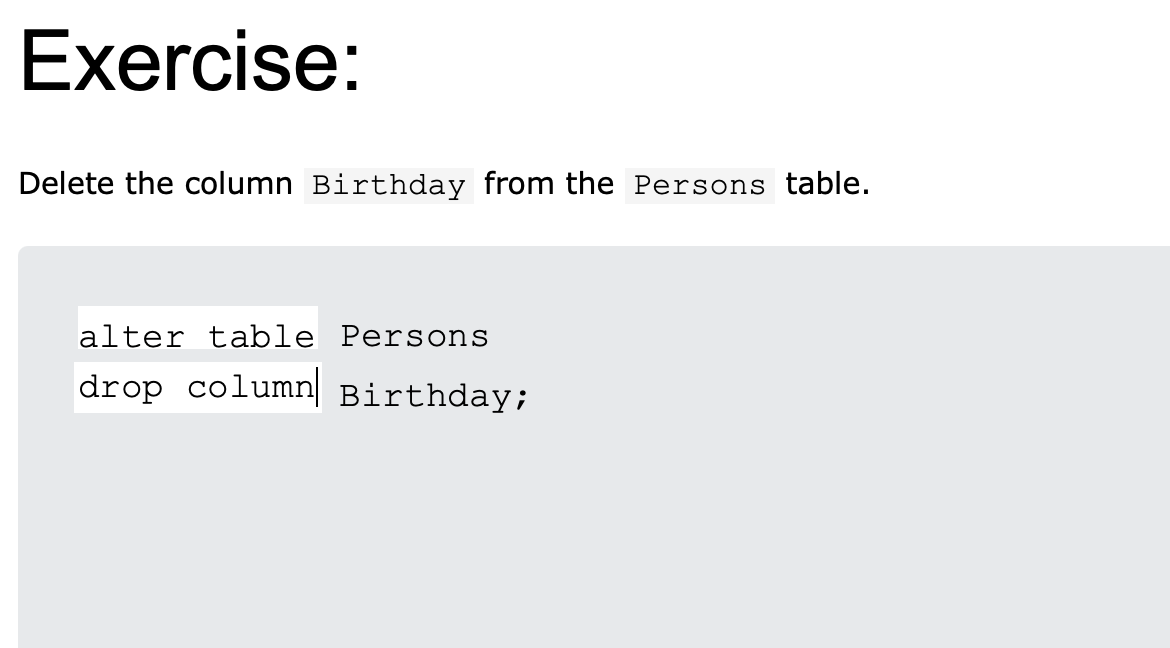 Exercise:
Delete the column Birthday from the Persons table.
alter table Persons
drop column Birthday;